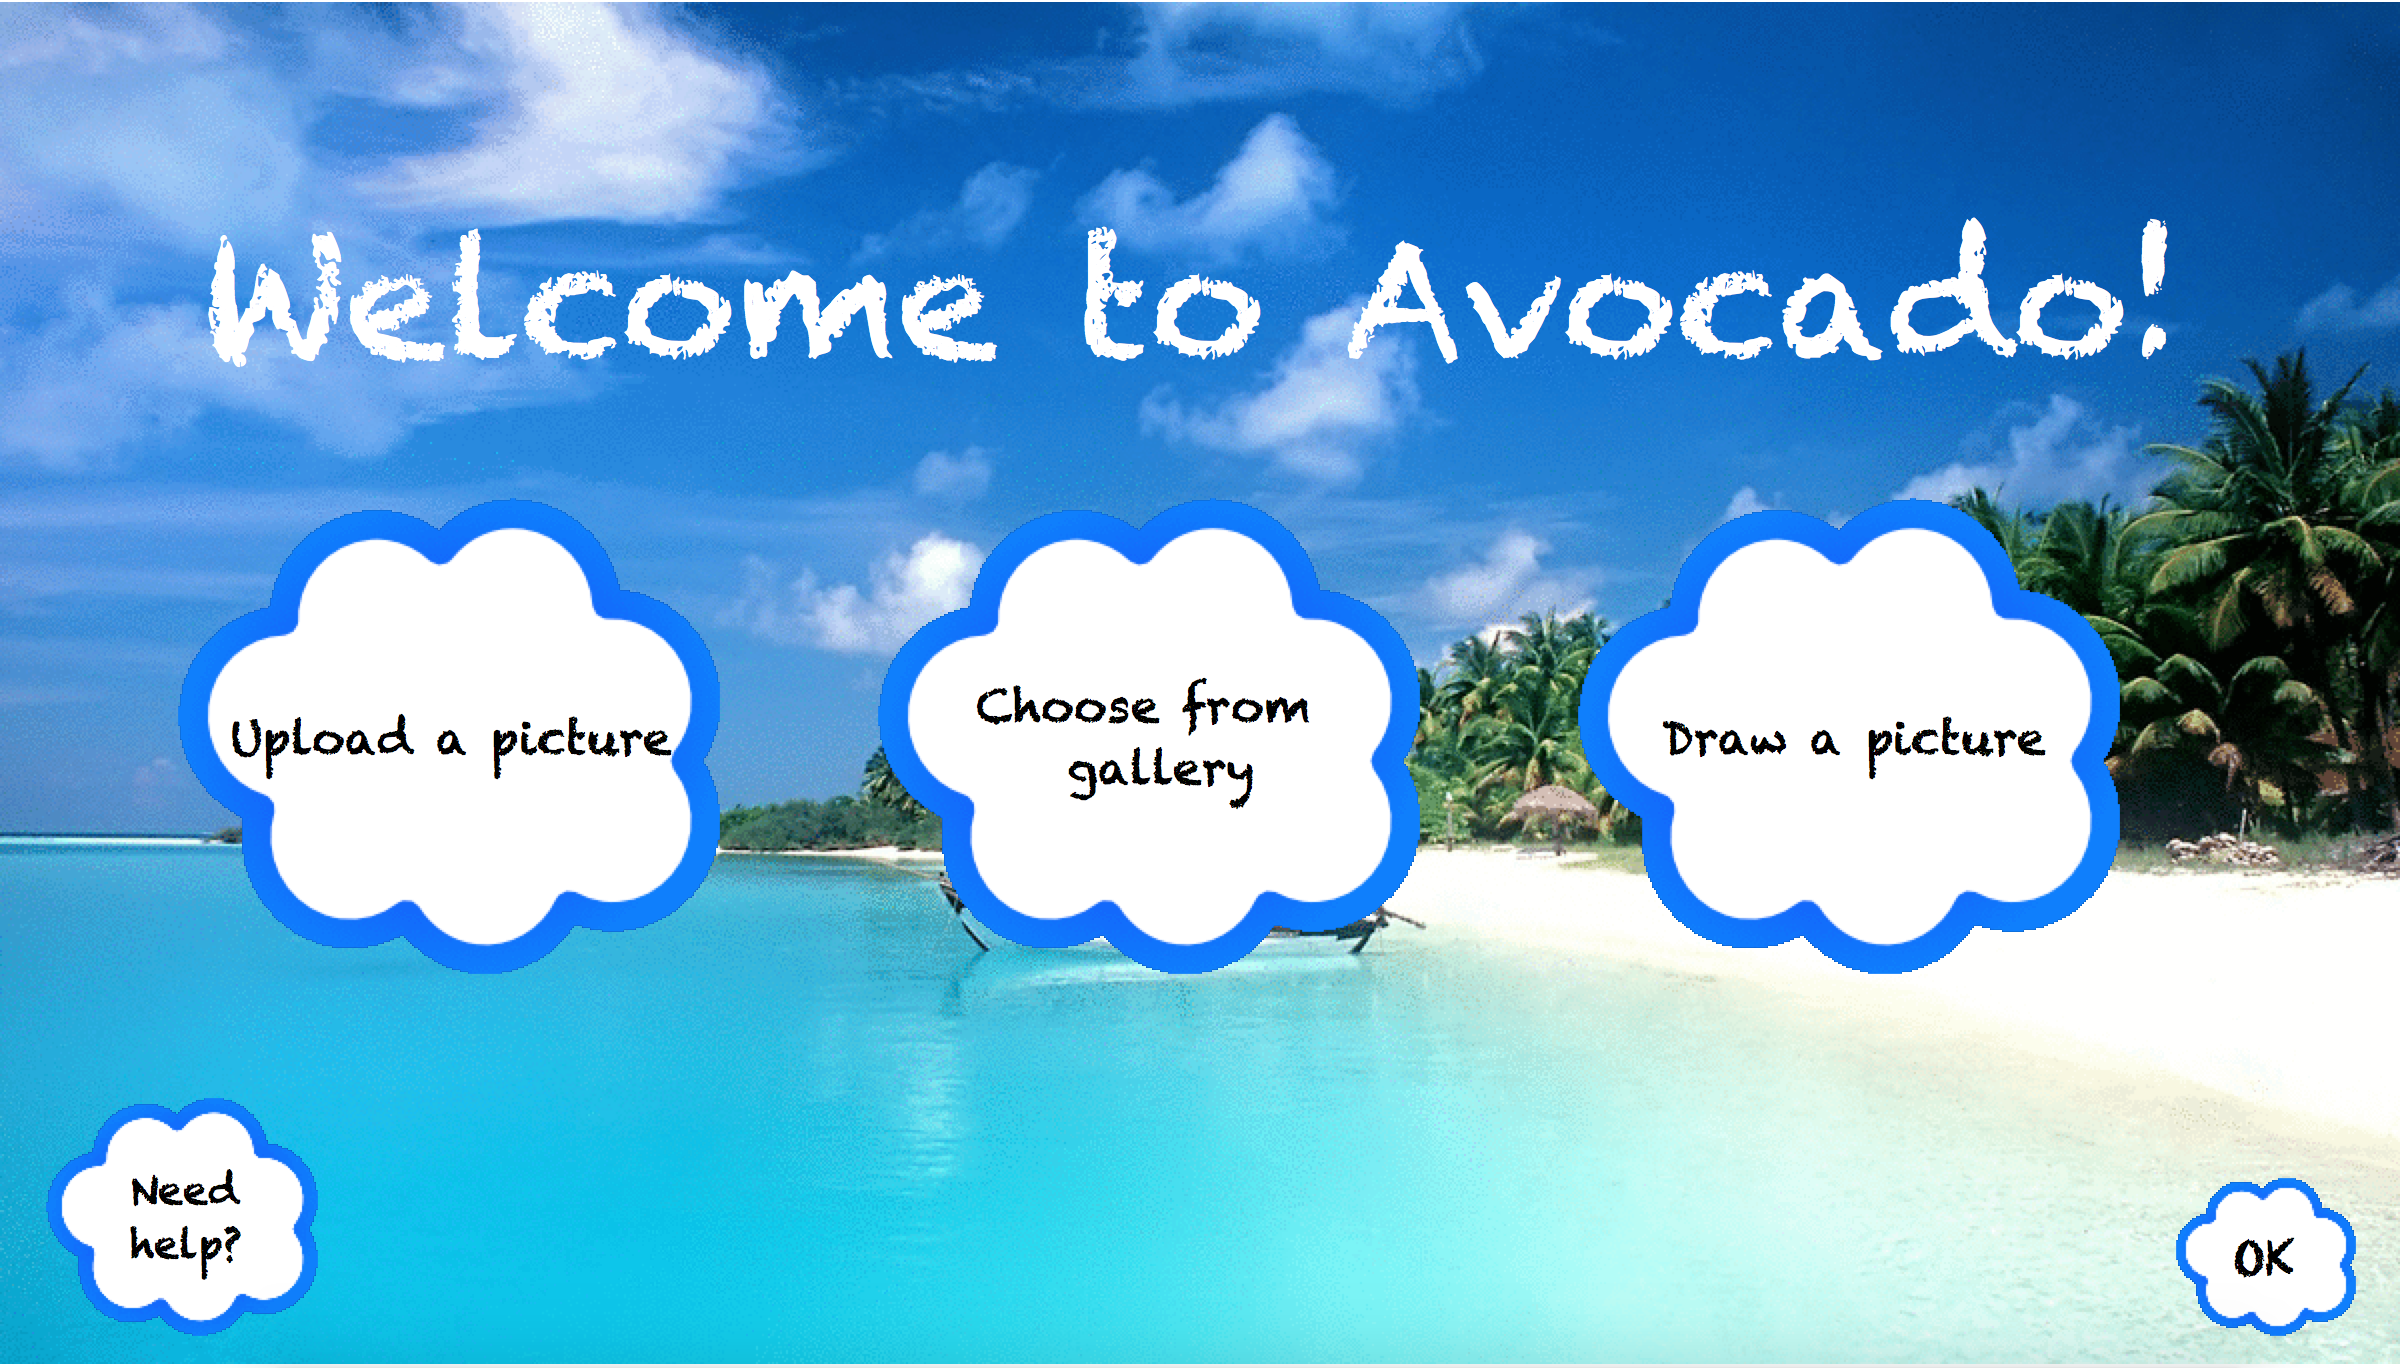 Welcome to Avocado!
Upload a picture
Choose from
gallery
Draw a picture
Need
help?
OK